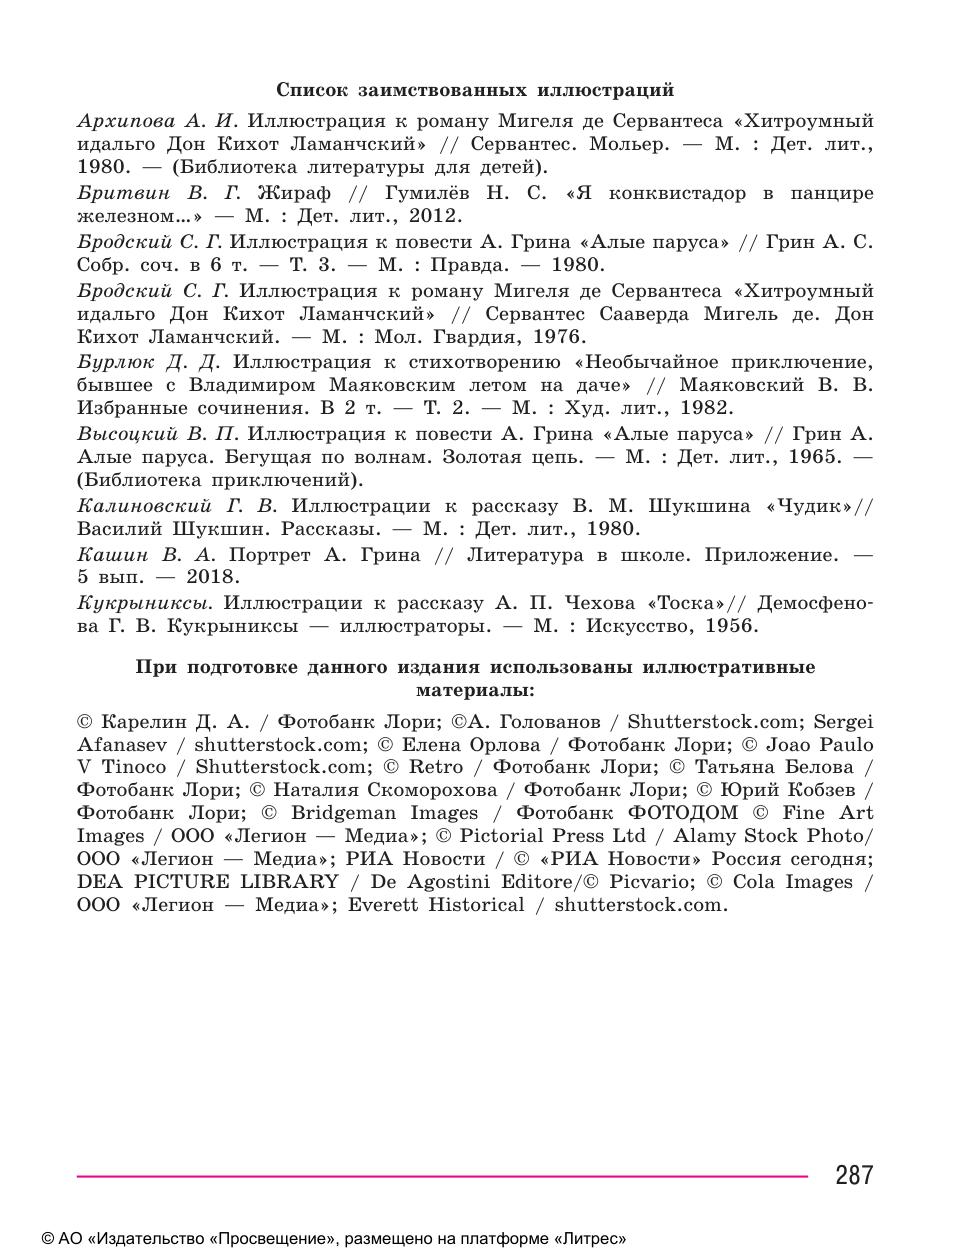 Список заимствованных иллюстраций
Архипова А. И. Иллюстрация к роману Мигеля де Сервантеса «Хитроумный
идальго Дон Кихот Ламанчский» // Сервантес. Мольер. — М. : Дет. лит.,
1980. — (Библиотека литературы для детей).
Бритвин В. Г. Жираф // Гумилёв Н. С. «Я конквистадор в панцире
железном…» — М. : Дет. лит., 2012.
Бродский С. Г. Иллюстрация к повести А. Грина «Алые паруса» // Грин А. С.
Собр. соч. в 6 т. — Т. 3. — М. : Правда. — 1980.
Бродский С. Г. Иллюстрация к роману Мигеля де Сервантеса «Хитроумный
идальго Дон Кихот Ламанчский» // Сервантес Сааверда Мигель де. Дон
Кихот Ламанчский. — М. : Мол. Гвардия, 1976.
Бурлюк Д. Д. Иллюстрация к стихотворению «Необычайное приключение,
бывшее с Владимиром Маяковским летом на даче» // Маяковский В. В.
Избранные сочинения. В 2 т. — Т. 2. — М. : Худ. лит., 1982.
Высоцкий В. П. Иллюстрация к повести А. Грина «Алые паруса» // Грин А.
Алые паруса. Бегущая по волнам. Золотая цепь. — М. : Дет. лит., 1965. —
(Библиотека приключений).
Калиновский Г. В. Иллюстрации к рассказу В. М. Шукшина «Чудик»//
Василий Шукшин. Рассказы. — М. : Дет. лит., 1980.
Кашин В. А. Портрет А. Грина // Литература в школе. Приложение. —
5 вып. — 2018.
Кукрыниксы. Иллюстрации к рассказу А. П. Чехова «Тоска»// Демосфено-
ва Г. В. Кукрыниксы — иллюстраторы. — М. : Искусство, 1956.
При подготовке данного издания использованы иллюстративные
материалы:
© Карелин Д. А. / Фотобанк Лори; ©А. Голованов / Shutterstock.com; Sergei
Afanasev / shutterstock.com; © Елена Орлова / Фотобанк Лори; © Joao Paulo
V Tinoco / Shutterstock.com; © Retro / Фотобанк Лори; © Татьяна Белова /
Фотобанк Лори; © Наталия Скоморохова / Фотобанк Лори; © Юрий Кобзев /
Фотобанк Лори; © Bridgeman Images / Фотобанк ФОТОДОМ © Fine Art
Images / ООО «Легион — Медиа»; © Pictorial Press Ltd / Alamy Stock Photo/
ООО «Легион — Медиа»; РИА Новости / © «РИА Новости» Россия сегодня;
DEA PICTURE LIBRARY / De Agostini Editore/© Picvario; © Cola Images /
ООО «Легион — Медиа»; Everett Historical / shutterstock.com.
287
© АО «Издательство «Просвещение», размещено на платформе «Литрес»